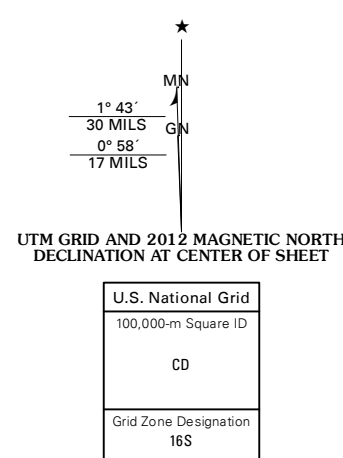 ★
MN
1° 43´
30 MILS
GN
0° 58´
17 MILS
UTM GRID AND 2012 MAGNETIC NORTH
DECLINATION AT CENTER OF SHEET
U.S. National Grid
100,000-m Square ID
CD
Grid Zone Designation
16S